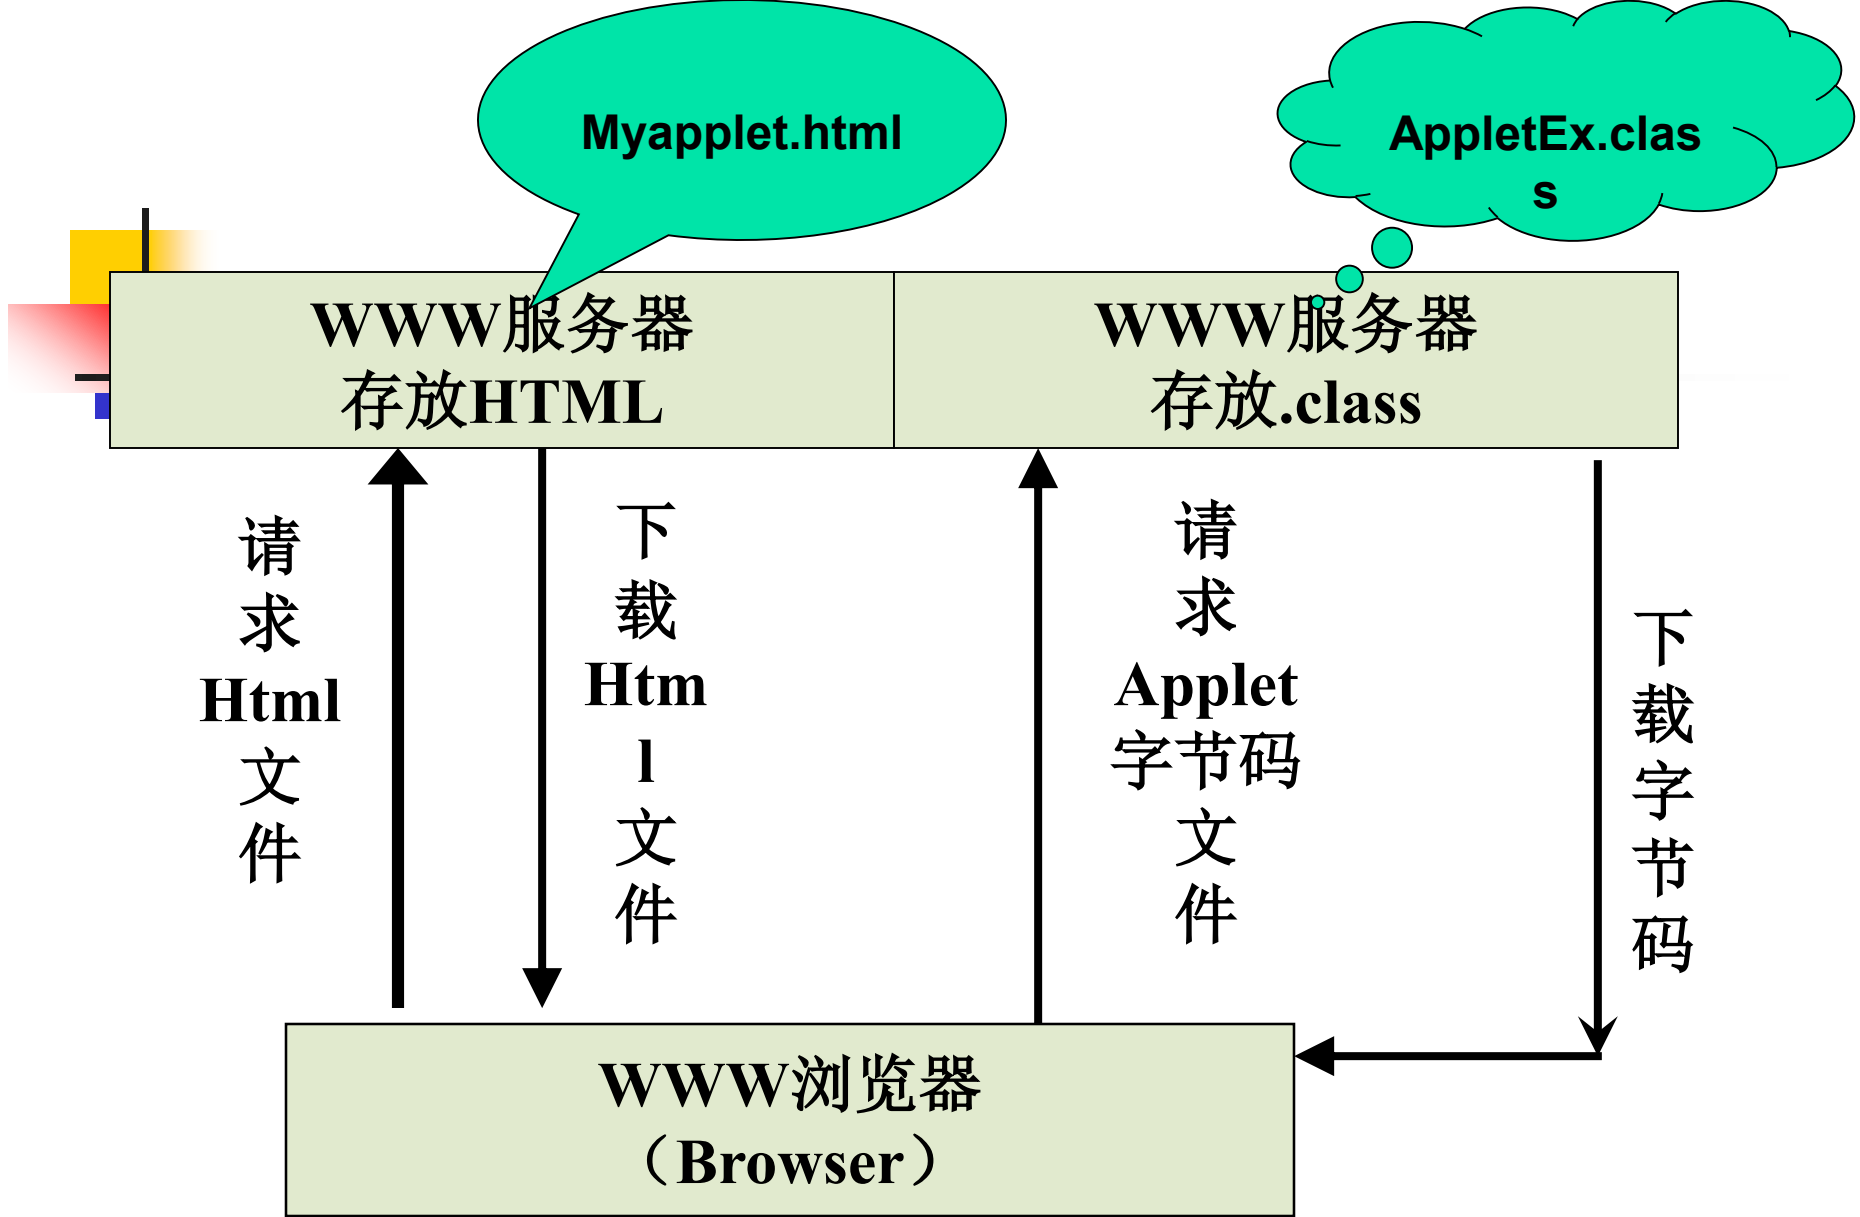 Myapplet.html
AppletEx.clas
s
WWW服务器
存放HTML
WWW服务器
存放.class
请
求
Html
文
件
下
载
Htm
l
文
件
请
求
Applet
字节码
文
件
下
载
字
节
码
WWW浏览器
（Browser）